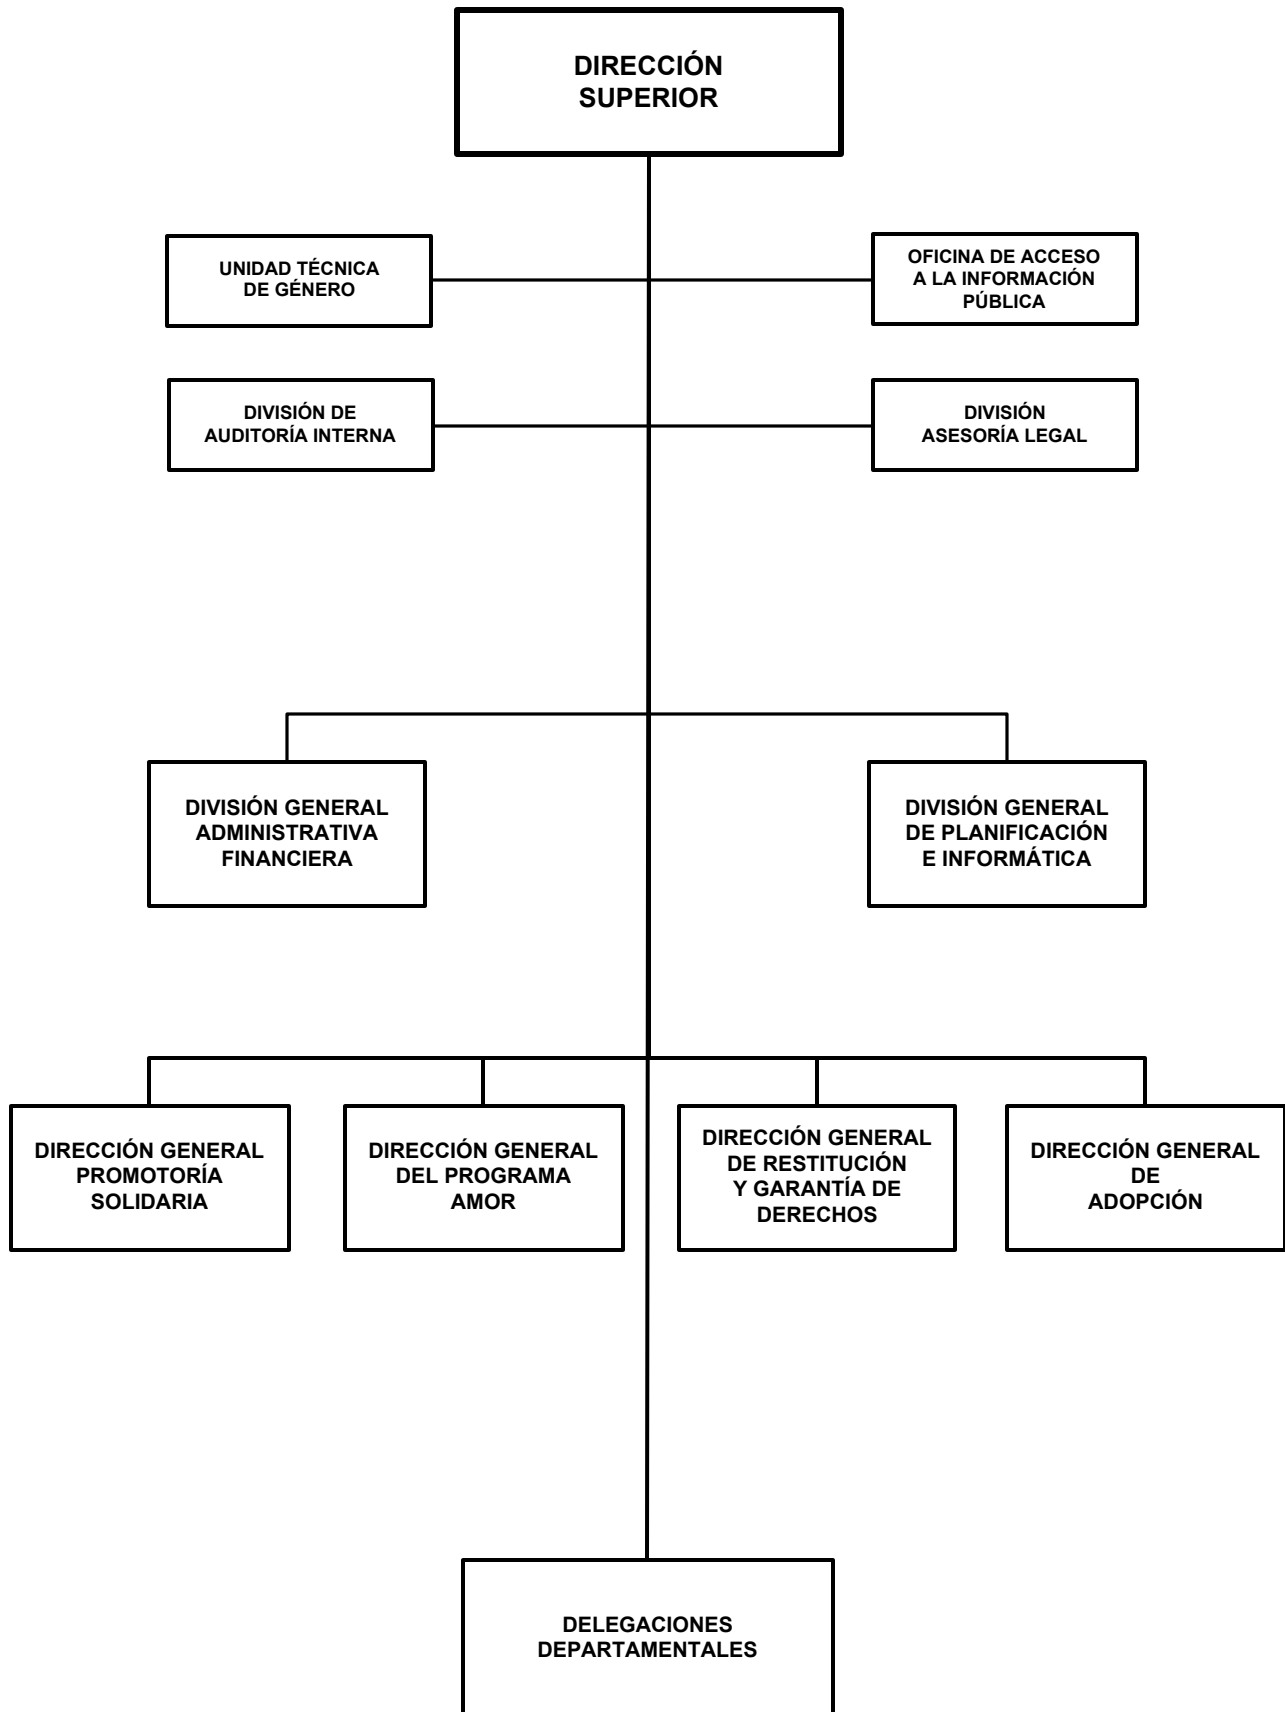 DIRECCIÓN
SUPERIOR
UNIDAD TÉCNICA
DE GÉNERO
OFICINA DE ACCESO
A LA INFORMACIÓN
PÚBLICA
DIVISIÓN DE
AUDITORÍA INTERNA
DIVISIÓN
ASESORÍA LEGAL
DIVISIÓN GENERAL
ADMINISTRATIVA
FINANCIERA
DIVISIÓN GENERAL
DE PLANIFICACIÓN
E INFORMÁTICA
DIRECCIÓN GENERAL
PROMOTORÍA
SOLIDARIA
DIRECCIÓN GENERAL
DEL PROGRAMA
AMOR
DIRECCIÓN GENERAL
DE RESTITUCIÓN
Y GARANTÍA DE
DERECHOS
DIRECCIÓN GENERAL
DE
ADOPCIÓN
DELEGACIONES
DEPARTAMENTALES